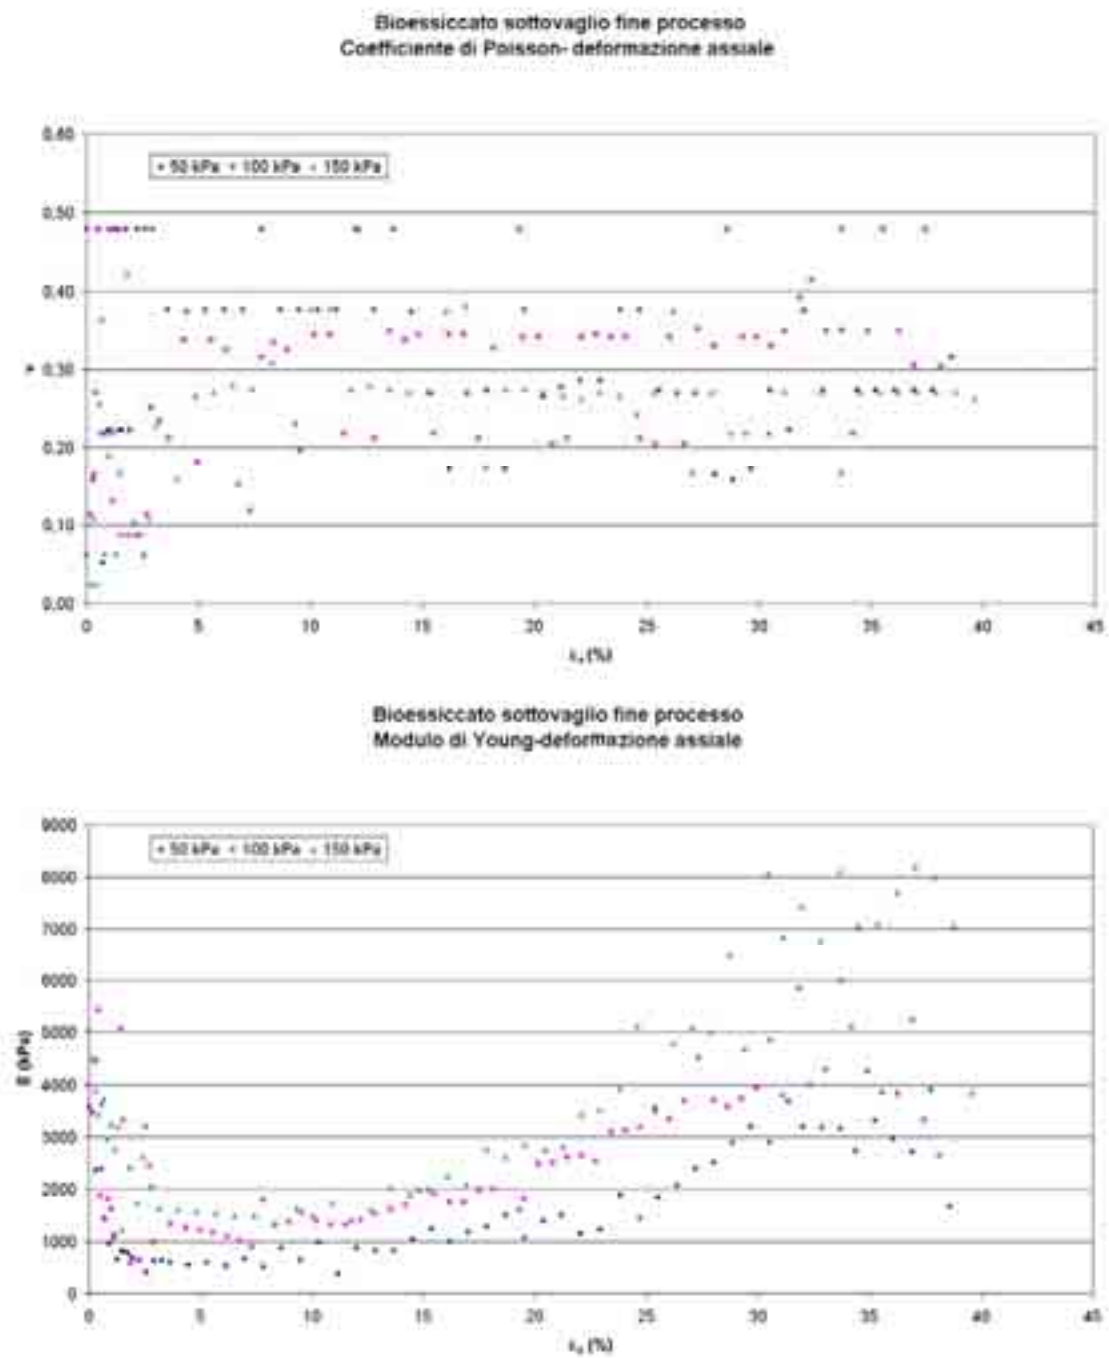 Bioessiccato sottovaglio fine processo
Coefficiente di Poisson- deformazione assiale
0.60
50 kPa 100 kPa 150 kPa
0.50
0.40
0.30
0.20
0.10
0.00
0 5 10 15 20 25 30 35 40 45
(%)
Bioessiccato sottovaglio fine processo
Modulo di Young-deformazione assiale
9000
50 kPa 100 kPa 150 kPa
8000
7000
6000
5000
E (kPa)
4000
3000
2000
1000
0
0 5 10 15 20 25 30 35 40 45
(%)